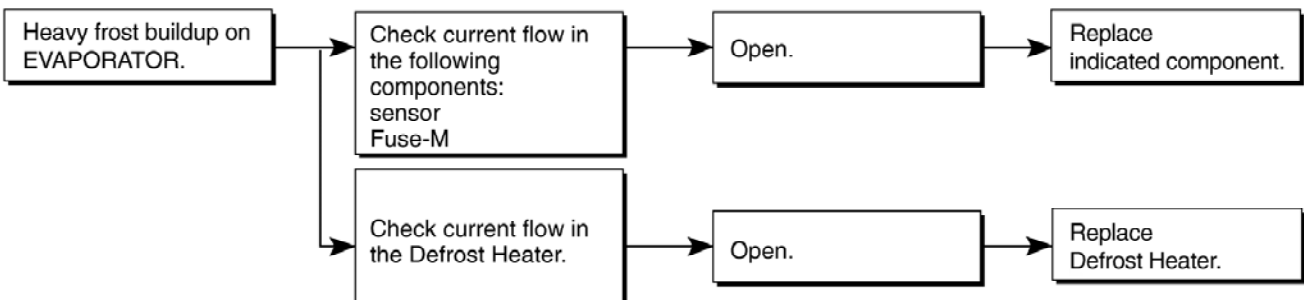 Heavy frost buildup on
EVAPORATOR.
Check current flow in
the following
components:
sensor
Fuse-M
Open.
Replace
indicated component.
Check current flow in
the Defrost Heater.
Open.
Replace
Defrost Heater.